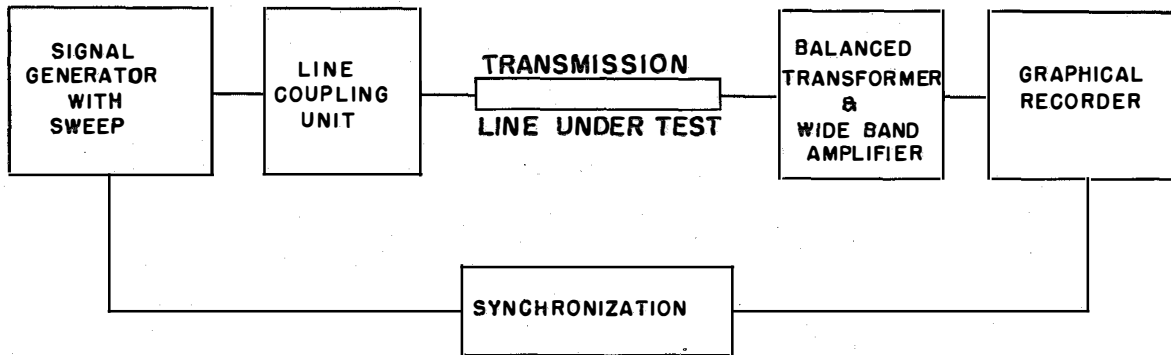 SIGNAL
GENERATOR
WITH
SWEEP
LINE
COUPLING
UNIT
TRANSMISSION
LINE UNDER TEST
BALANCED
TRANSFORMER
&
WIDE BAND
AMPLIFIER
GRAPHICAL
RECORDER
SYNCHRONIZATION